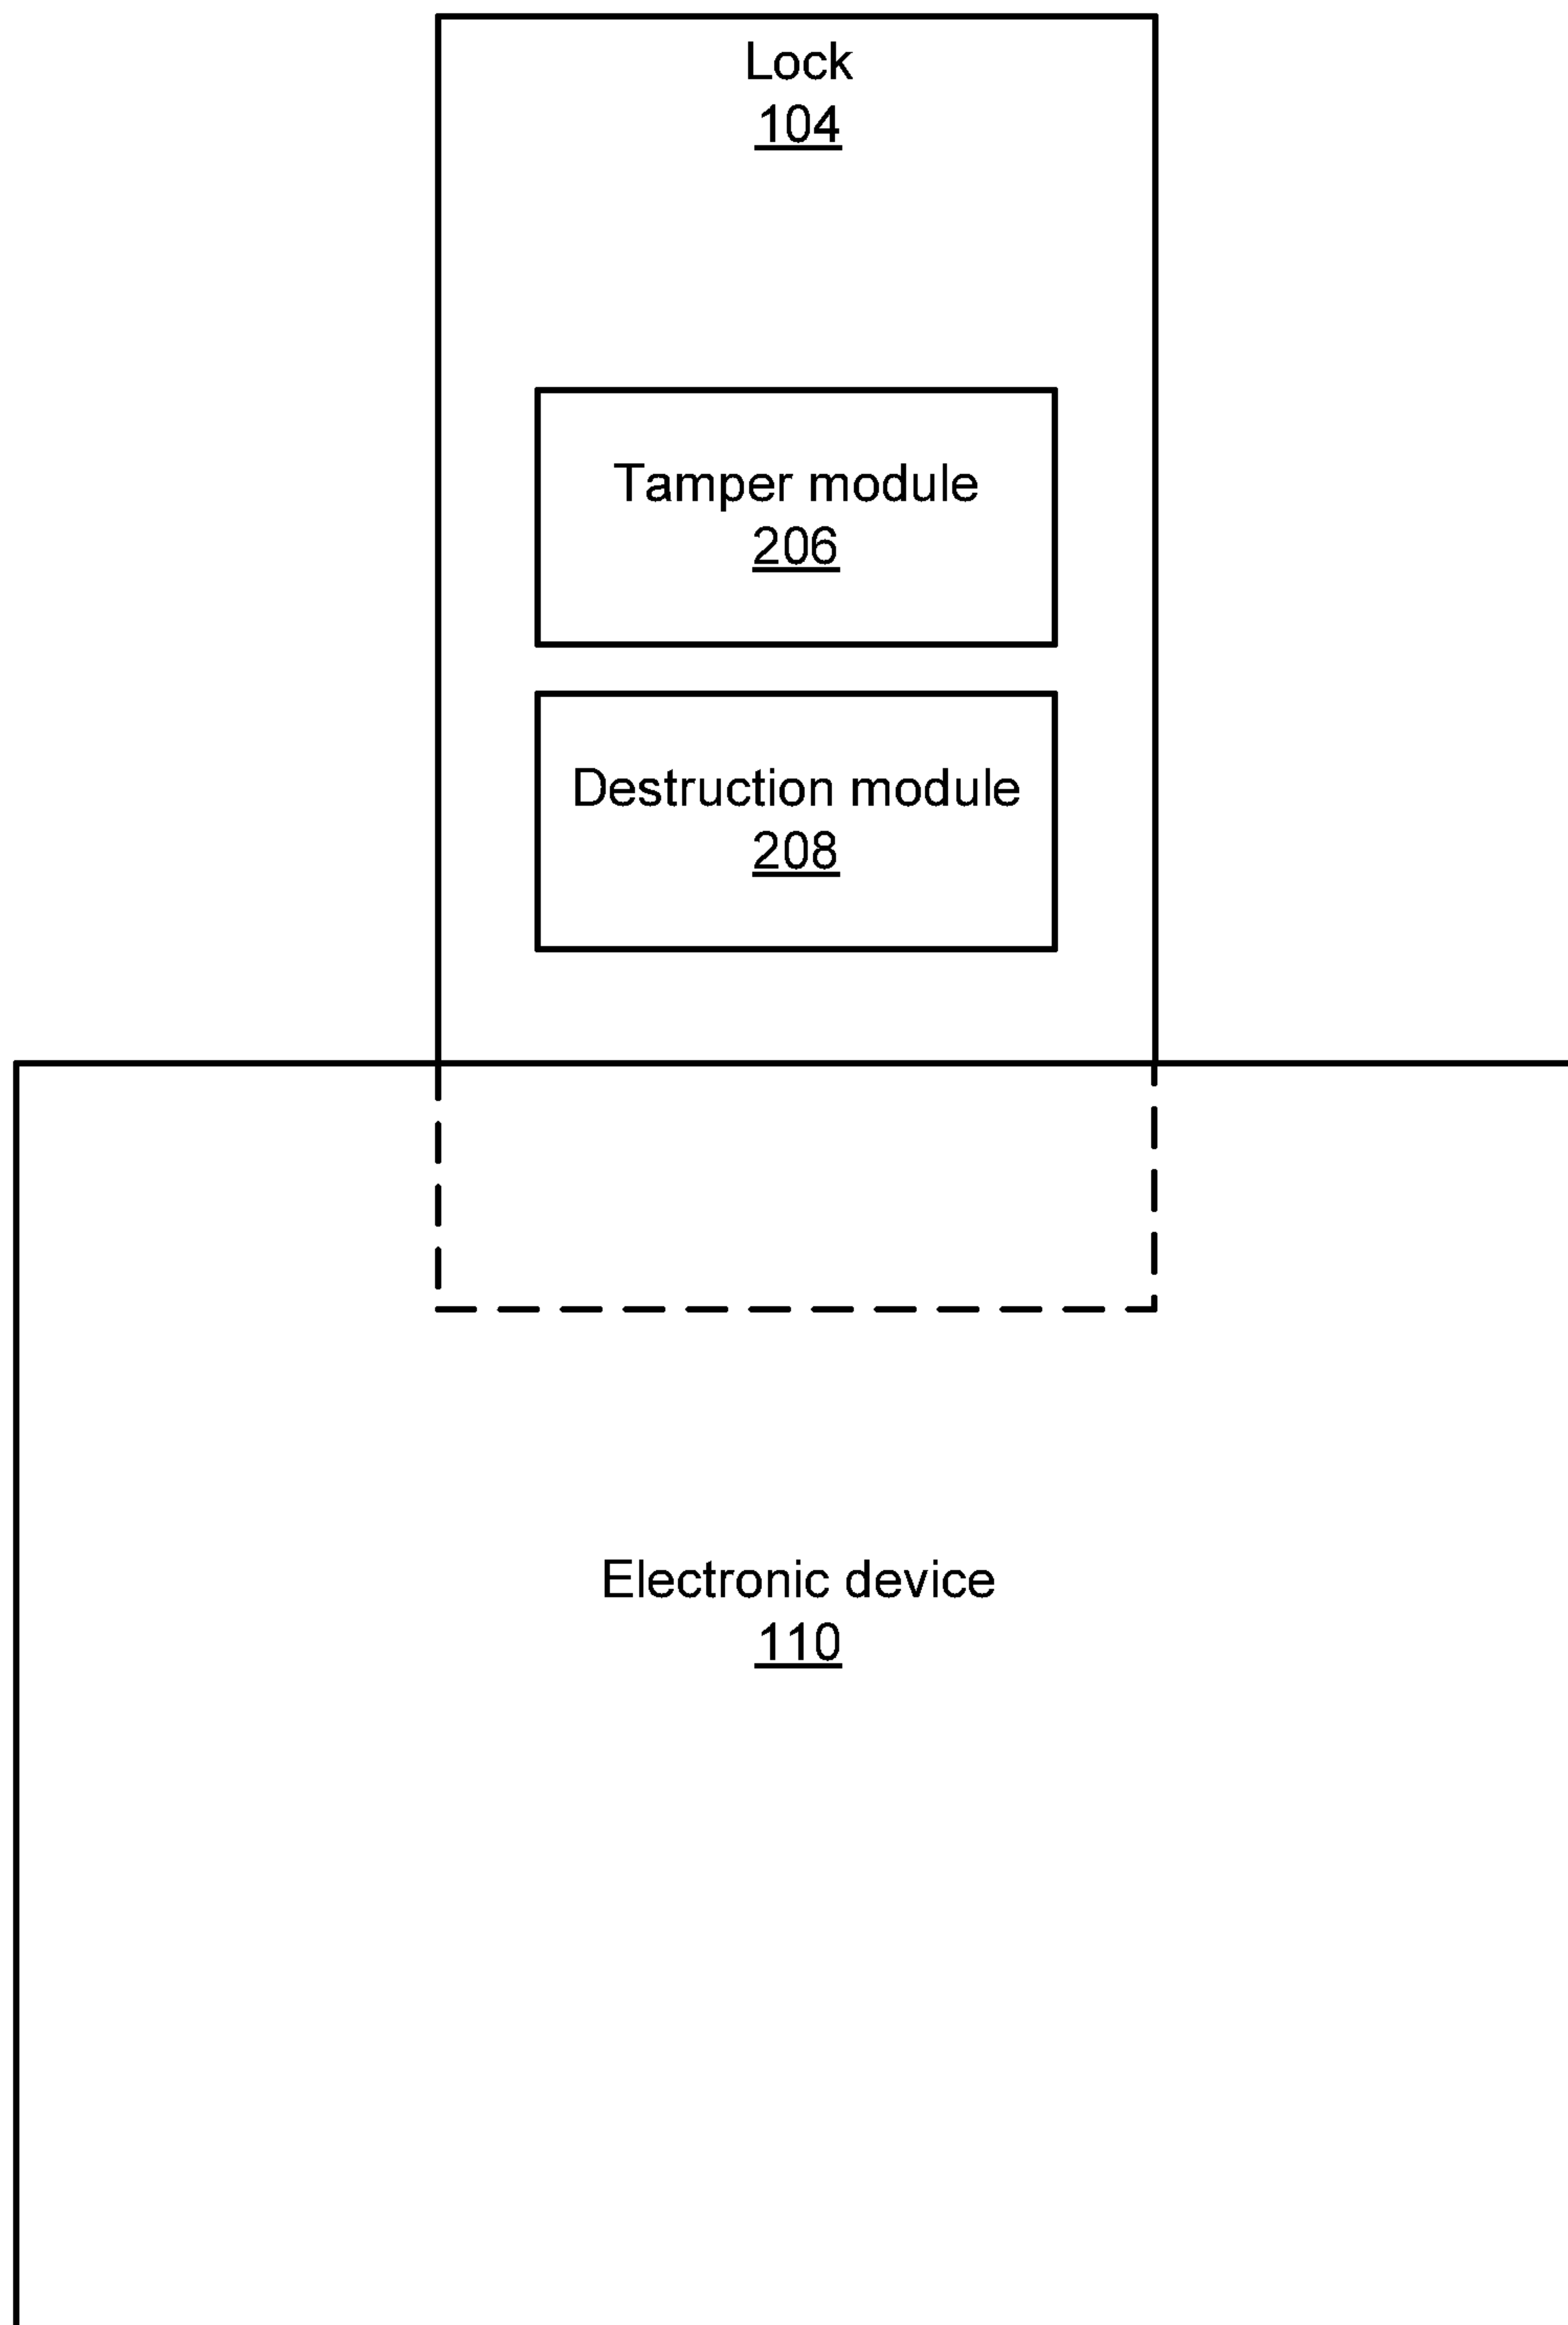 Lock
104
Tamper module
206
Destruction module
208
Electronic device
110